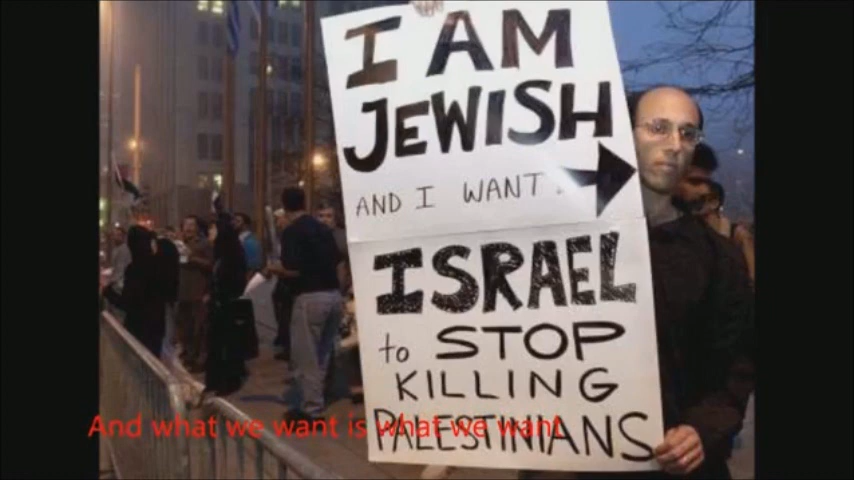 I AM
JEWISH
AND I WANT
ISRAEL
to STOP
KILLING
PALESTINIANS
And what we want is what we want